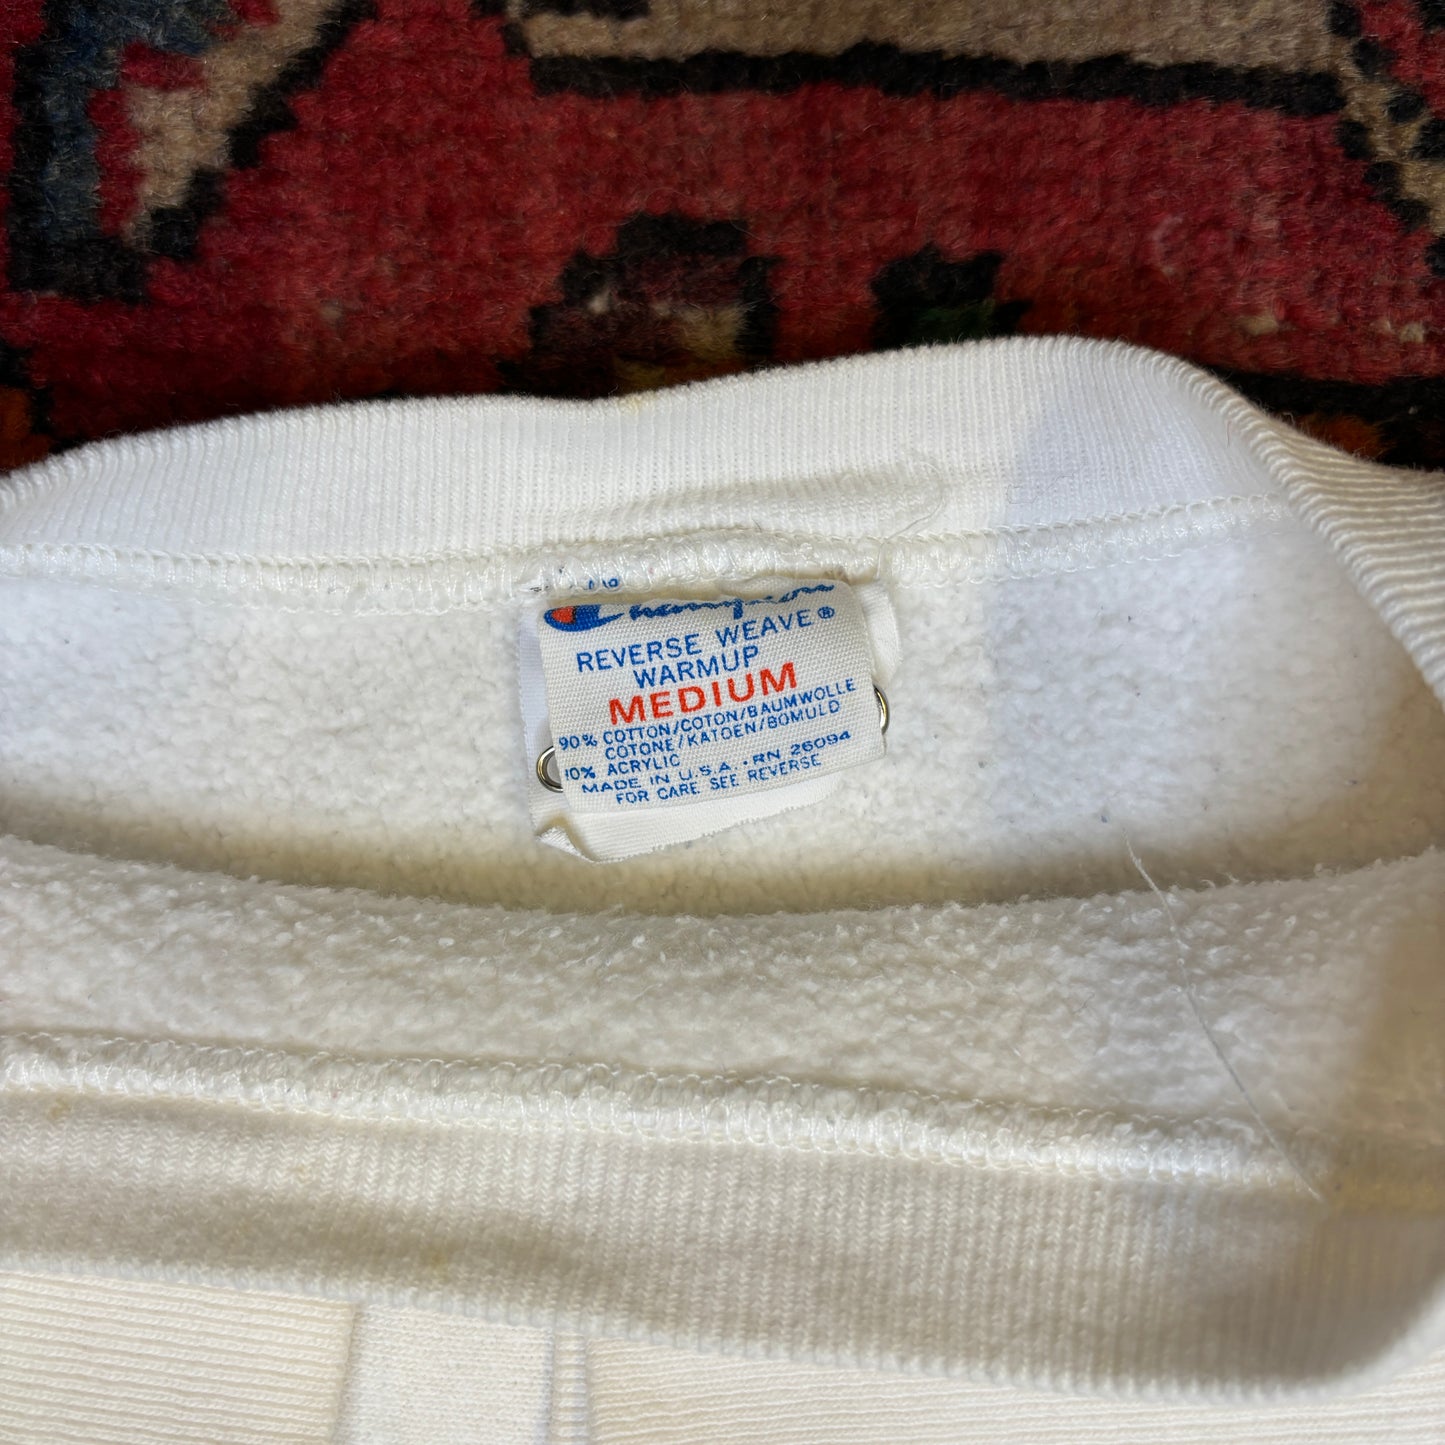 Champion
REVERSE WEAVE®
WARMUP
MEDIUM
90% COTTON/COTON/BAUMWOLLE
COTONE/KATOEN/BOMULD
10% ACRYLIC
MADE IN U.S.A. · RN 26094
FOR CARE SEE REVERSE